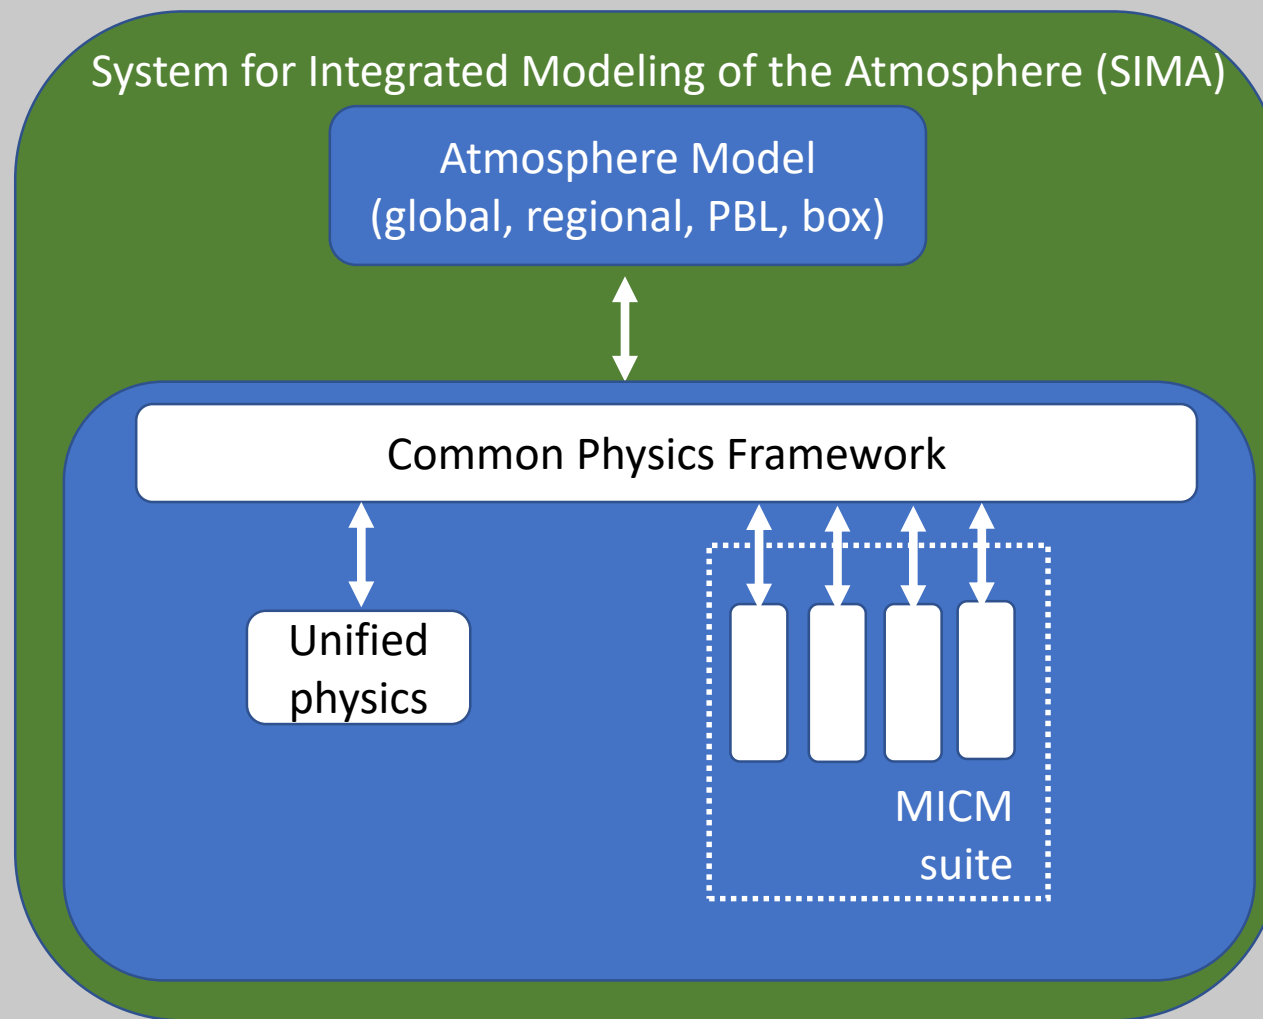 System for Integrated Modeling of the Atmosphere (SIMA)
Atmosphere Model
(global, regional, PBL, box)
Common Physics Framework
Unified
physics
MICM
suite